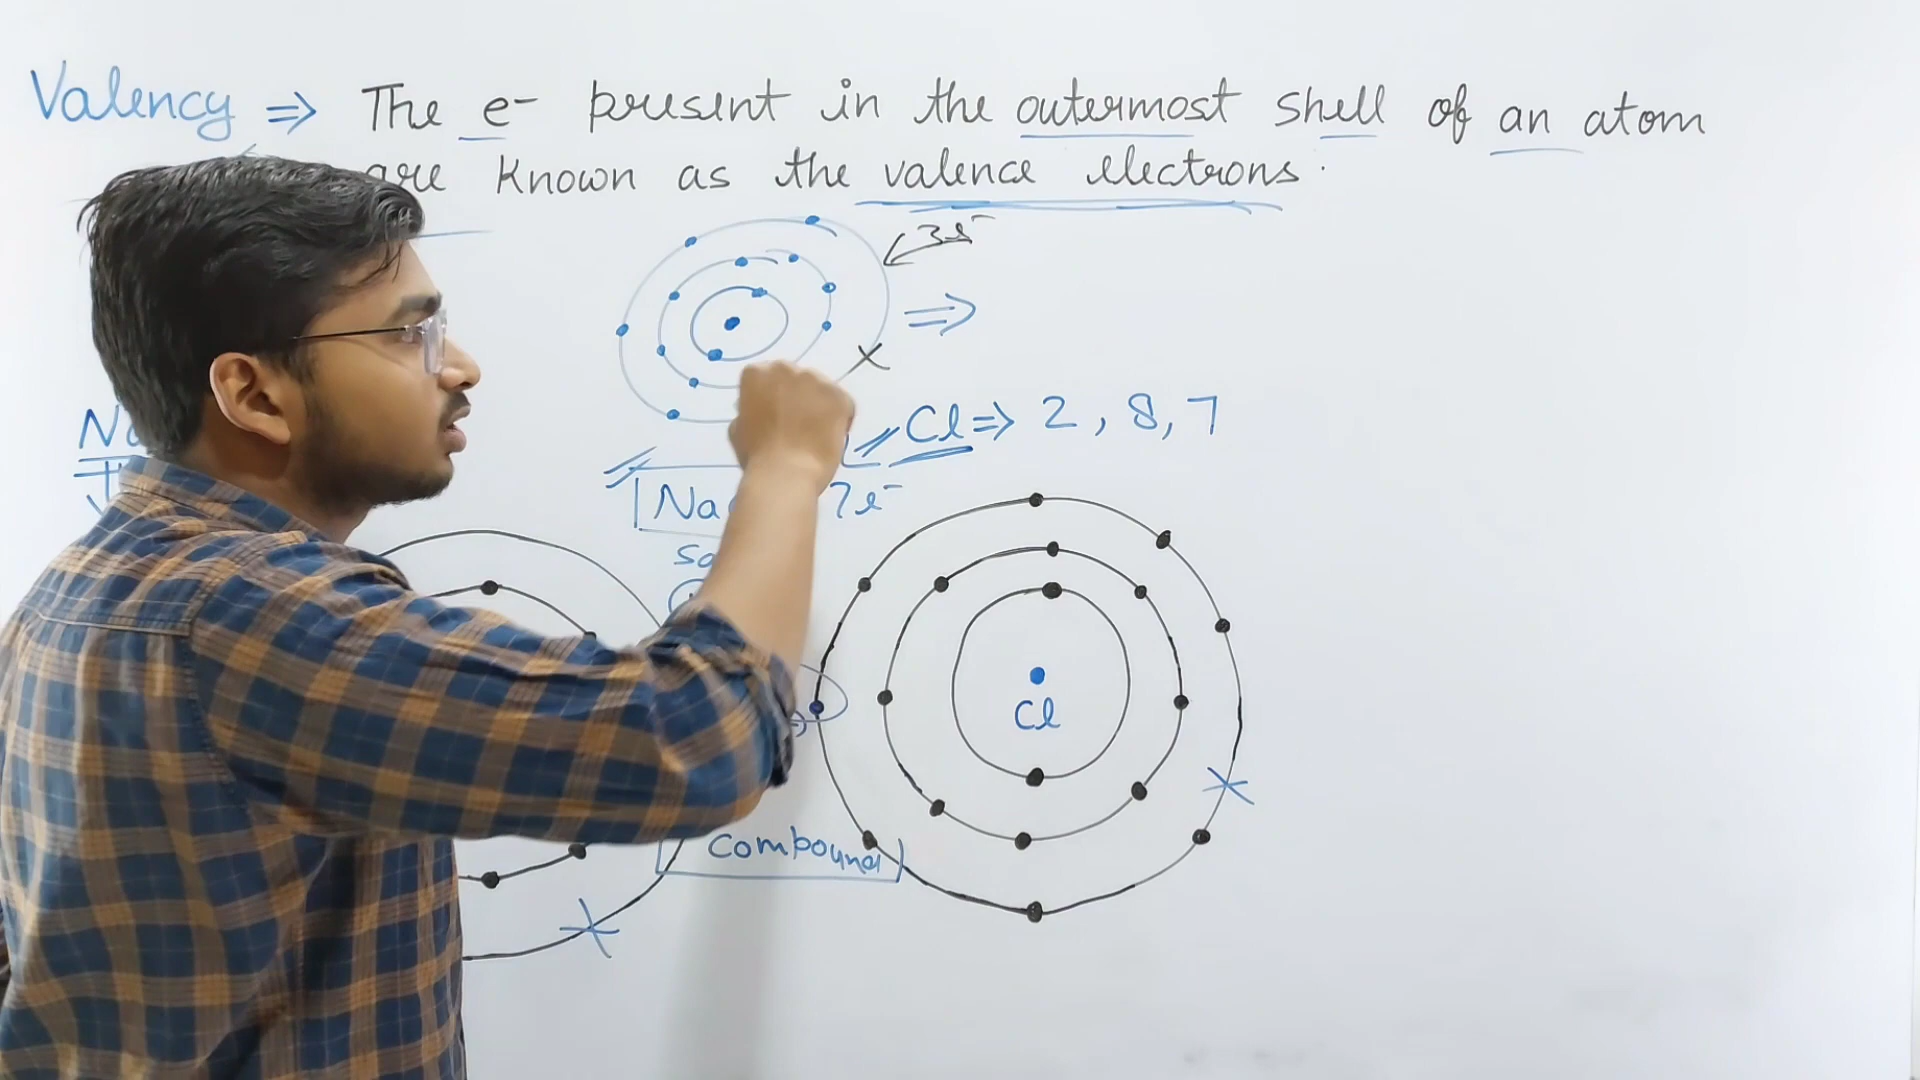 Valency ⇒ The e- present in the outermost shell of an atom
are known as the valence electrons.
3e-
⇒
Cl ⇒ 2, 8, 7
Na
7e-
Cl
compound